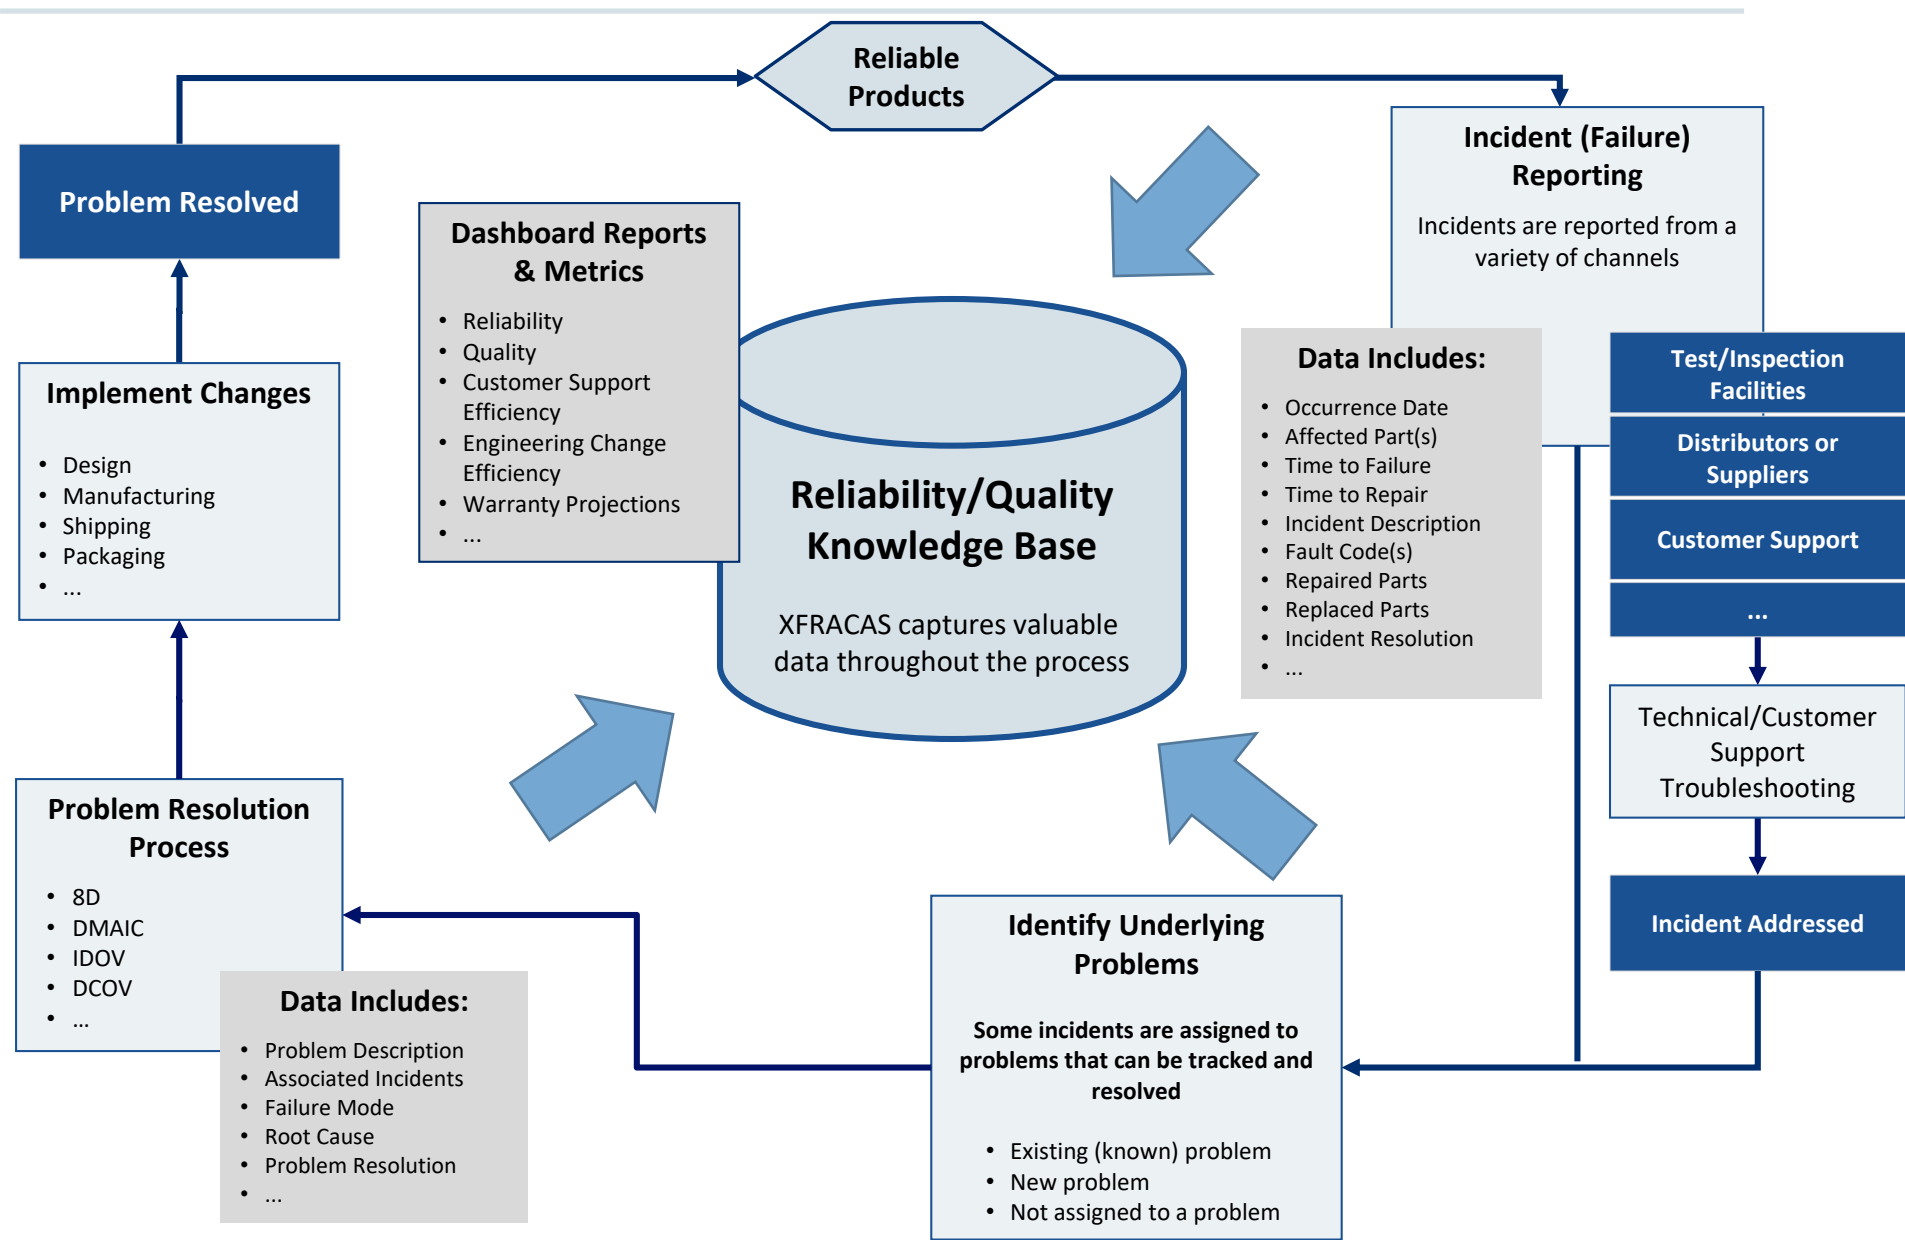 Reliable
Products
Incident (Failure)
Reporting
Incidents are reported from a
variety of channels
Problem Resolved
Dashboard Reports
& Metrics
• Reliability
• Quality
• Customer Support
Efficiency
• Engineering Change
Efficiency
• Warranty Projections
• ...
Data Includes:
• Occurrence Date
• Affected Part(s)
• Time to Failure
• Time to Repair
• Incident Description
• Fault Code(s)
• Repaired Parts
• Replaced Parts
• Incident Resolution
• ...
Test/Inspection
Facilities
Distributors or
Suppliers
Customer Support
...
Implement Changes
• Design
• Manufacturing
• Shipping
• Packaging
• ...
Reliability/Quality
Knowledge Base
XFRACAS captures valuable
data throughout the process
Technical/Customer
Support
Troubleshooting
Incident Addressed
Problem Resolution
Process
• 8D
• DMAIC
• IDOV
• DCOV
• ...
Data Includes:
• Problem Description
• Associated Incidents
• Failure Mode
• Root Cause
• Problem Resolution
• ...
Identify Underlying
Problems
Some incidents are assigned to
problems that can be tracked and
resolved
• Existing (known) problem
• New problem
• Not assigned to a problem